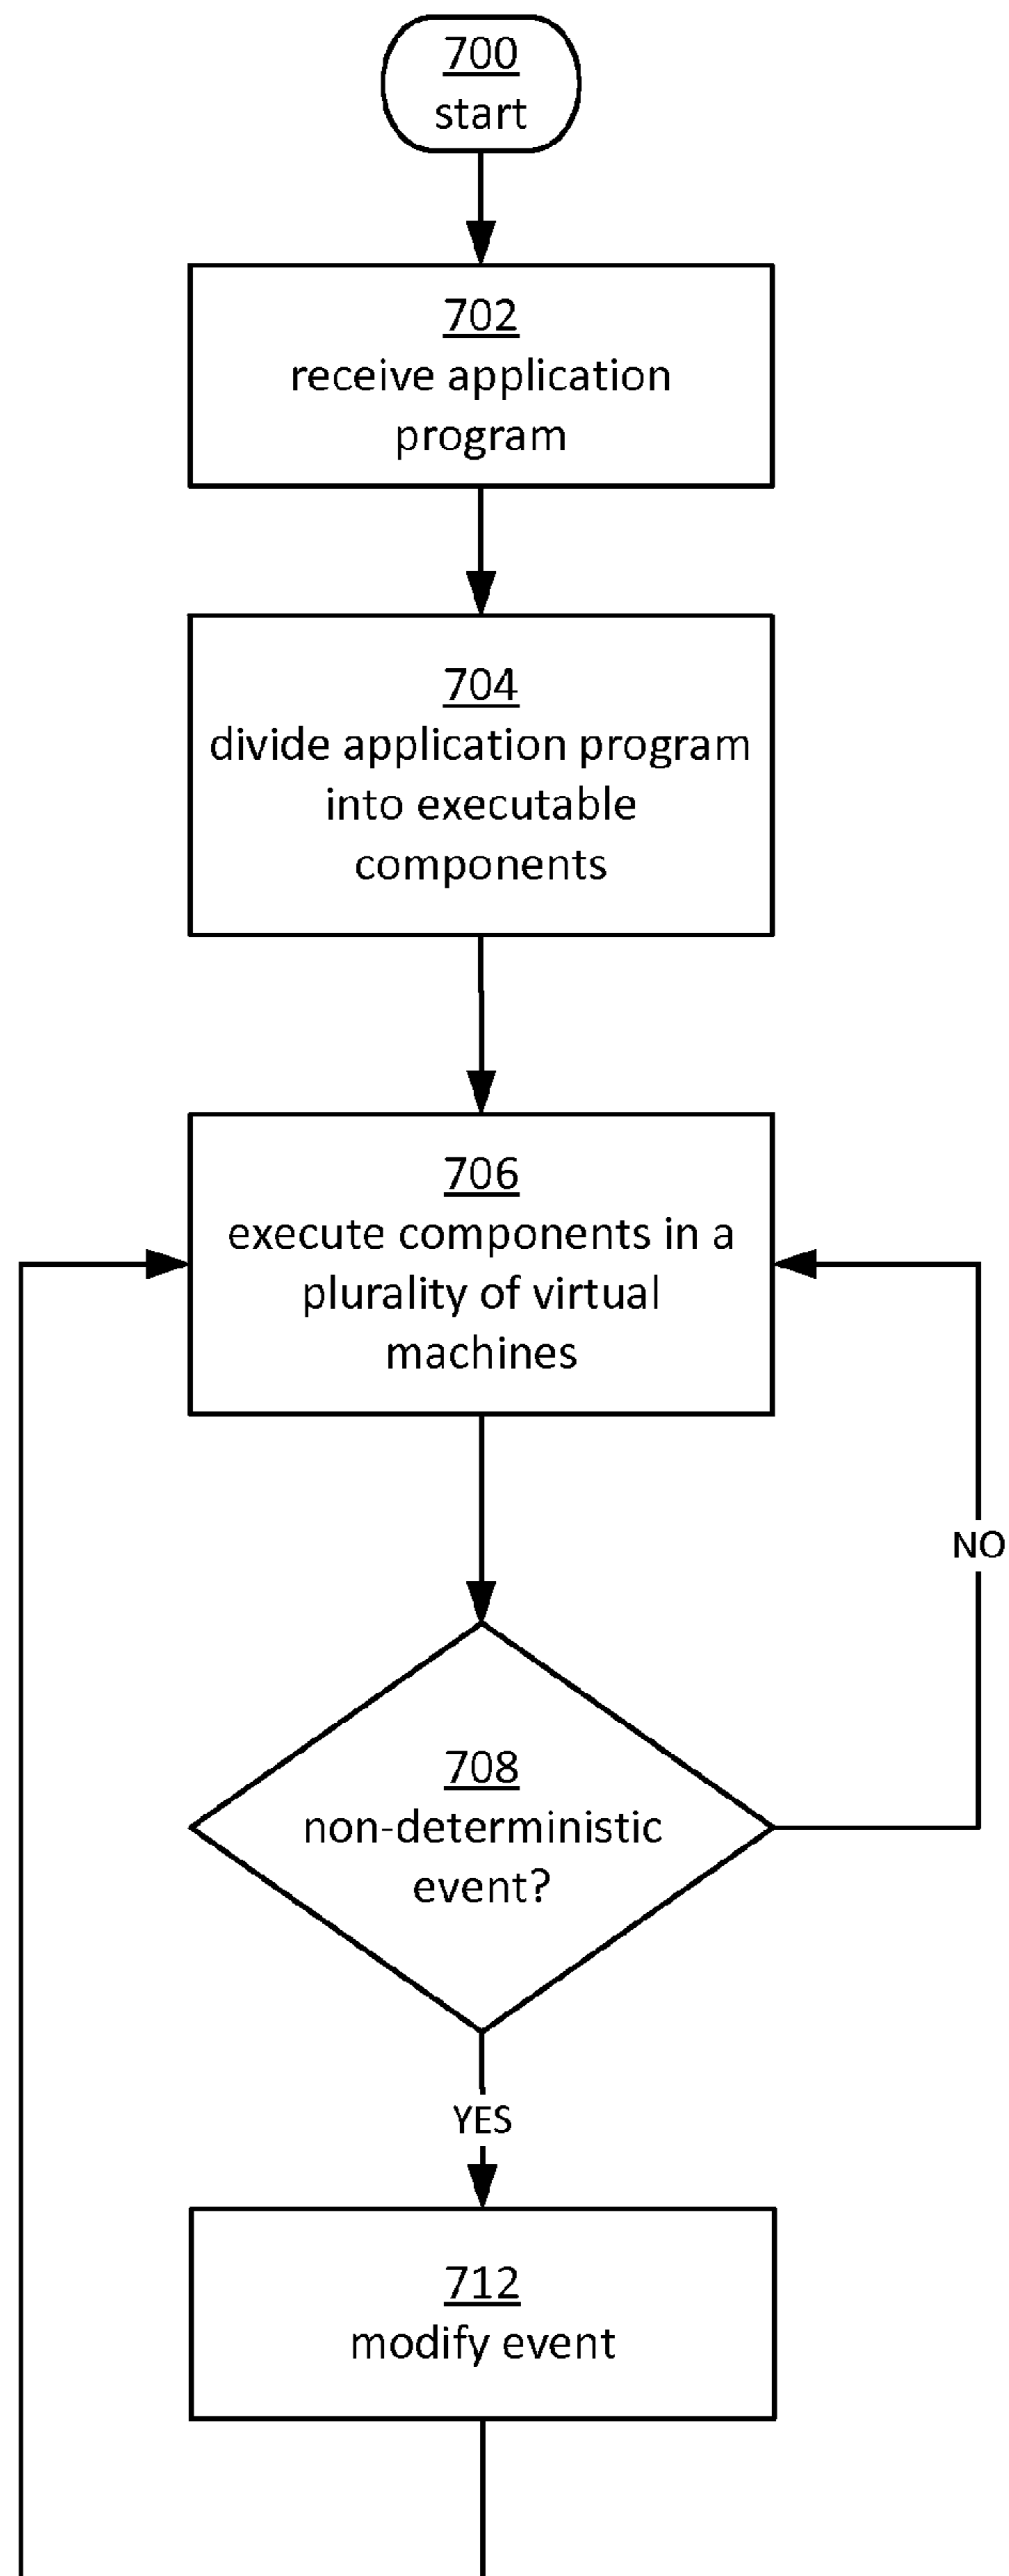 700
start
702
receive application
program
704
divide application program
into executable
components
706
execute components in a
plurality of virtual
machines
NO
708
non-deterministic
event?
YES
712
modify event